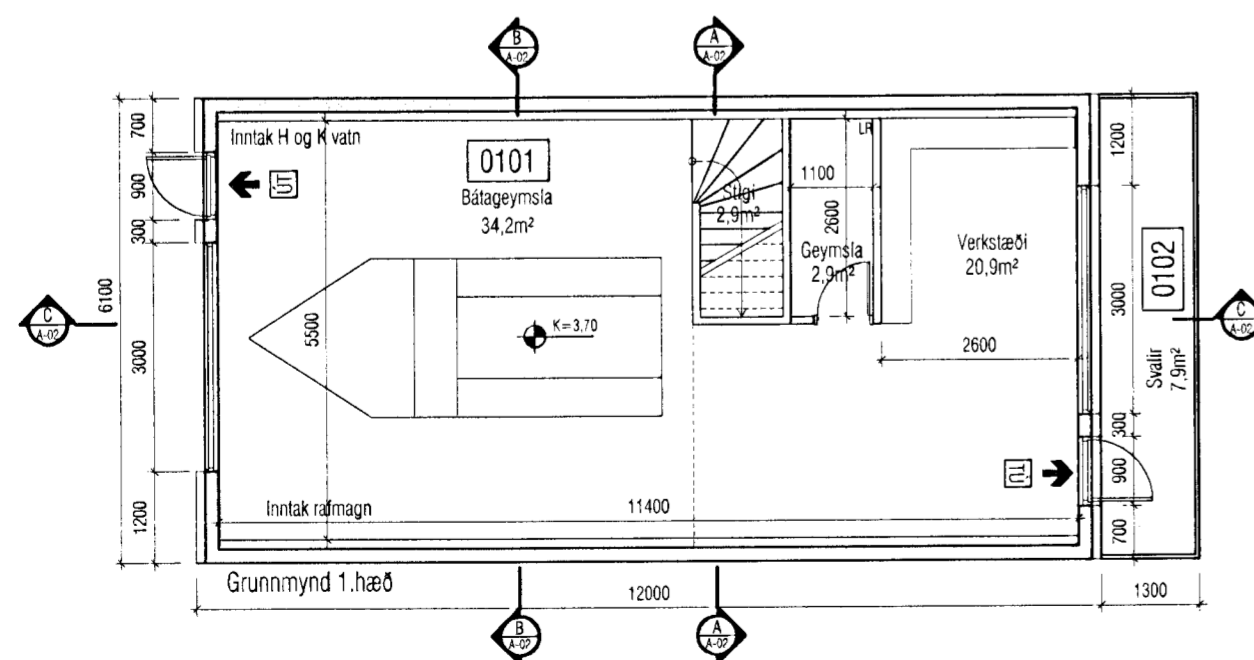 B
A-02
A
A-02
700
900
300
3000
1200
6100
Inntak H og K vatn
ÚT
0101
Bátageymsla
34,2m²
5500
K=3,70
Stigi
2,9m²
1100
2600
LR
Geymsla
2,9m²
Verkstæði
20,9m²
2600
1200
3000
300
900
700
0102
Svalir
7,9m²
C
A-02
C
A-02
ÚT
Inntak rafmagn
11400
Grunnmynd 1.hæð
12000
1300
B
A-02
A
A-02